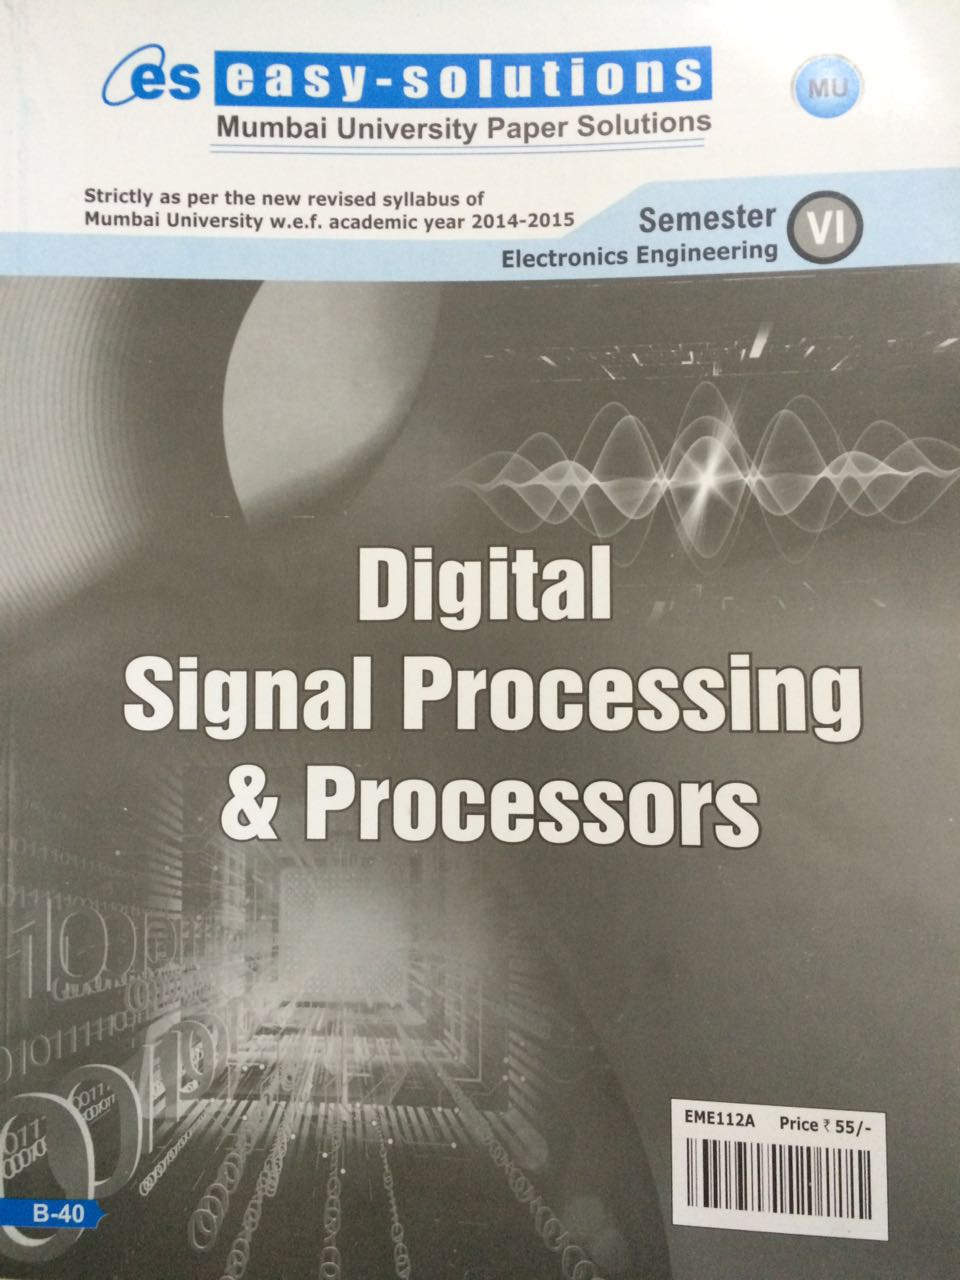 es easy-solutions
Mumbai University Paper Solutions
MU
Strictly as per the new revised syllabus of
Mumbai University w.e.f. academic year 2014-2015
Semester VI
Electronics Engineering
Digital
Signal Processing
& Processors
EME112A Price ₹ 55/-
B-40